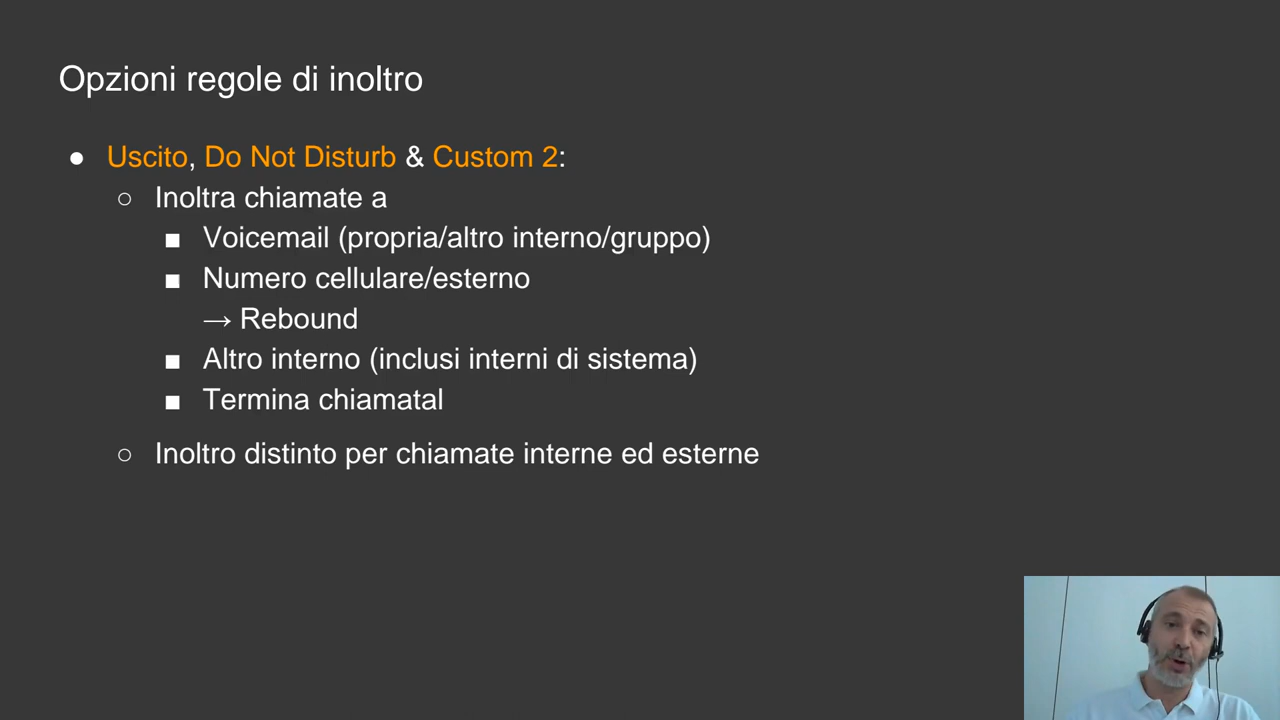 Opzioni regole di inoltro
● Uscito, Do Not Disturb & Custom 2:
○ Inoltra chiamate a
■ Voicemail (propria/altro interno/gruppo)
■ Numero cellulare/esterno
→ Rebound
■ Altro interno (inclusi interni di sistema)
■ Termina chiamatal
○ Inoltro distinto per chiamate interne ed esterne